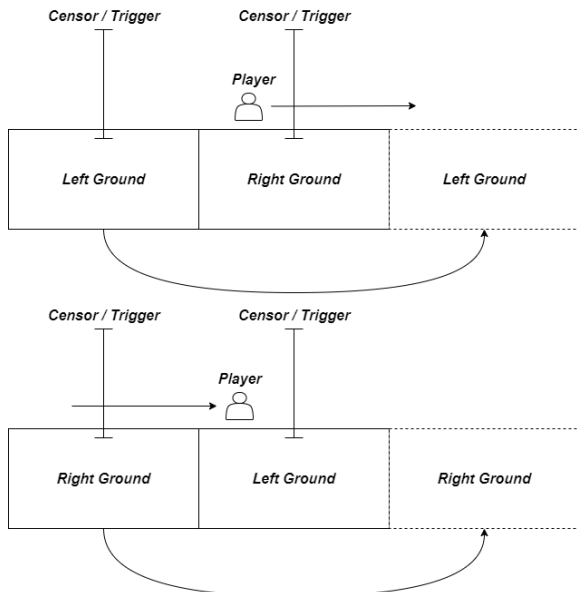 Censor / Trigger Censor / Trigger
Player
Left Ground Right Ground Left Ground
Censor / Trigger Censor / Trigger
Player
Right Ground Left Ground Right Ground